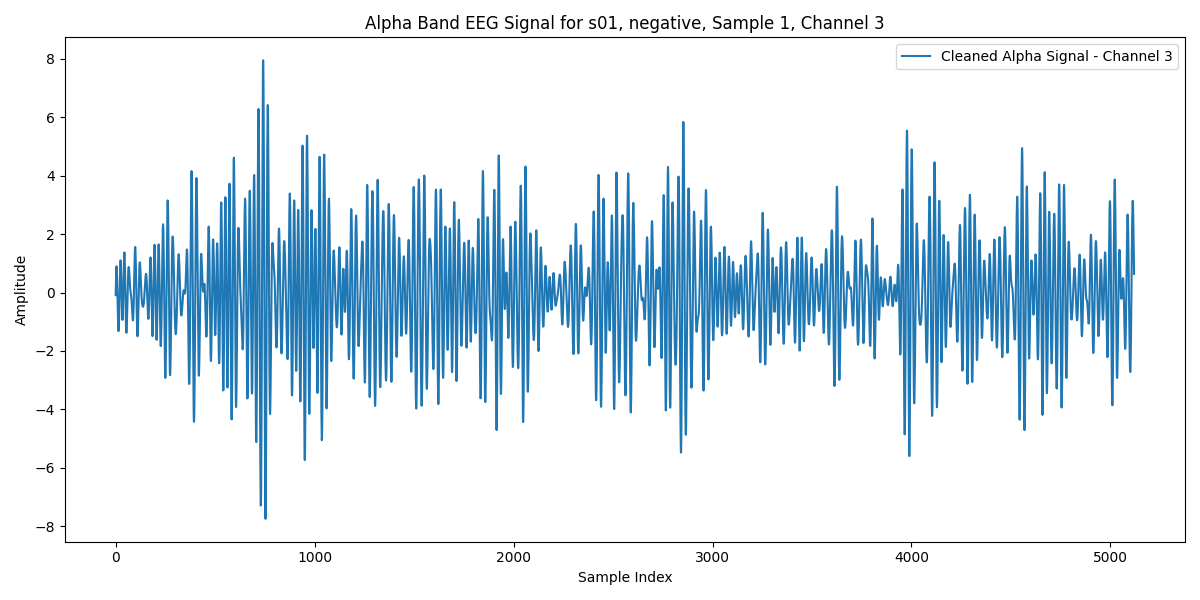 Alpha Band EEG Signal for s01, negative, Sample 1, Channel 3
Cleaned Alpha Signal - Channel 3
Amplitude
8
6
4
2
0
−2
−4
−6
−8
0 1000 2000 3000 4000 5000
Sample Index